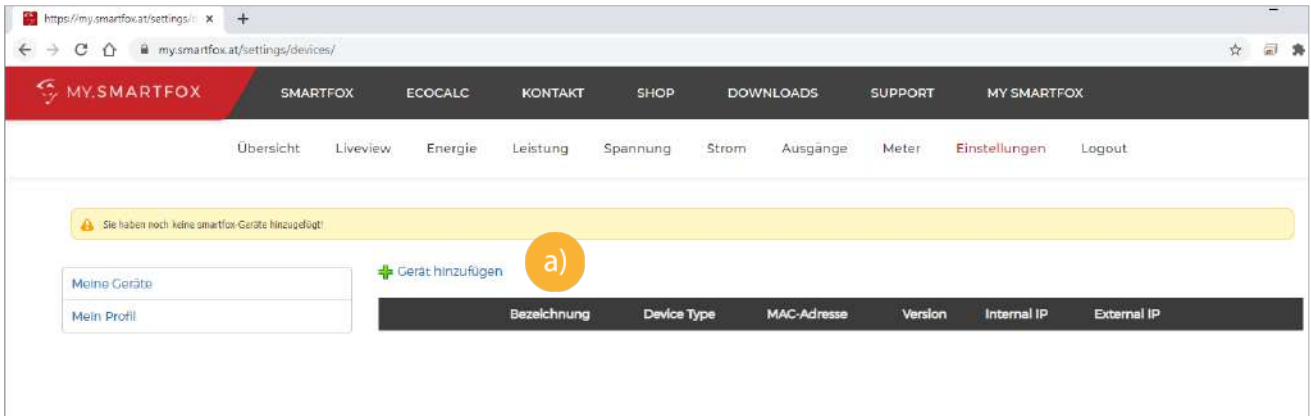 https://my.smartfox.at/settings/
my.smartfox.at/settings/devices/
MY.SMARTFOX SMARTFOX ECOCALC KONTAKT SHOP DOWNLOADS SUPPORT MY SMARTFOX
Übersicht Liveview Energie Leistung Spannung Strom Ausgänge Meter Einstellungen Logout
Sie haben noch keine smartfox-Geräte hinzugefügt!
Gerät hinzufügen a)
Meine Geräte
Bezeichnung Device Type MAC-Adresse Version Internal IP External IP
Mein Profil